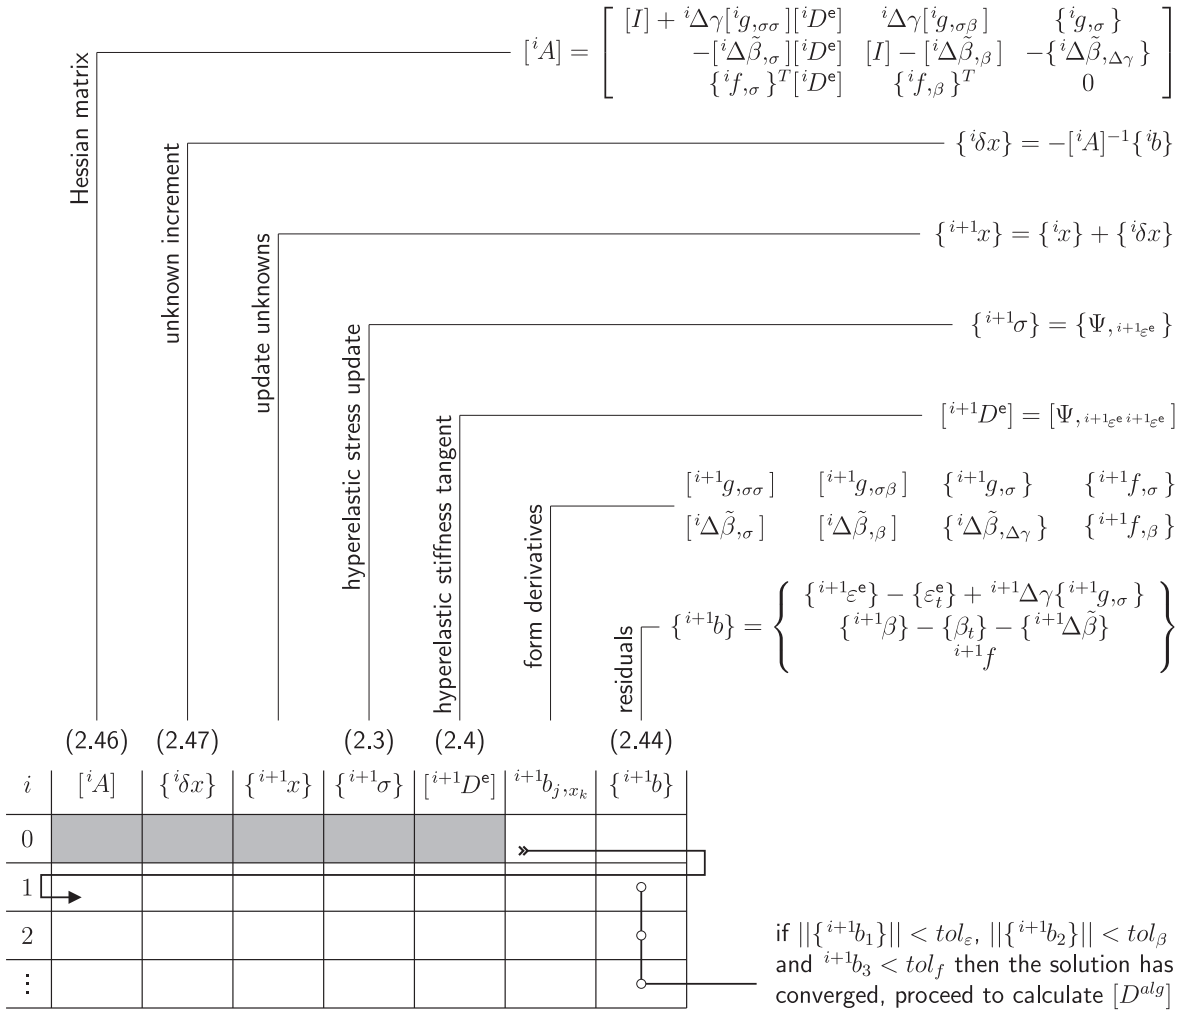 [ⁱA] = [ [I] + ⁱΔγ[ⁱg,σσ][ⁱDᵉ] ⁱΔγ[ⁱg,σβ] {ⁱg,σ}
−[ⁱΔβ̃,σ][ⁱDᵉ] [I] − [ⁱΔβ̃,β] −{ⁱΔβ̃,Δγ}
{ⁱf,σ}ᵀ[ⁱDᵉ] {ⁱf,β}ᵀ 0 ]
Hessian matrix
{ⁱδx} = −[ⁱA]⁻¹{ⁱb}
unknown increment
{ⁱ⁺¹x} = {ⁱx} + {ⁱδx}
update unknowns
{ⁱ⁺¹σ} = {Ψ,ⁱ⁺¹εᵉ}
hyperelastic stress update
[ⁱ⁺¹Dᵉ] = [Ψ,ⁱ⁺¹εᵉ ⁱ⁺¹εᵉ]
hyperelastic stiffness tangent
[ⁱ⁺¹g,σσ] [ⁱ⁺¹g,σβ] {ⁱ⁺¹g,σ} {ⁱ⁺¹f,σ}
[ⁱΔβ̃,σ] [ⁱΔβ̃,β] {ⁱΔβ̃,Δγ} {ⁱ⁺¹f,β}
form derivatives
{ⁱ⁺¹b} = { {ⁱ⁺¹εᵉ} − {εᵉₜ} + ⁱ⁺¹Δγ{ⁱ⁺¹g,σ}
{ⁱ⁺¹β} − {βₜ} − {ⁱ⁺¹Δβ̃}
ⁱ⁺¹f }
residuals
(2.46) (2.47) (2.3) (2.4) (2.44)
i [ⁱA] {ⁱδx} {ⁱ⁺¹x} {ⁱ⁺¹σ} [ⁱ⁺¹Dᵉ] ⁱ⁺¹bⱼ,xₖ {ⁱ⁺¹b}
0
1
2
⋮
if ||{ⁱ⁺¹b₁}|| < tol_ε, ||{ⁱ⁺¹b₂}|| < tol_β
and ⁱ⁺¹b₃ < tol_f then the solution has
converged, proceed to calculate [Dᵃˡᵍ]